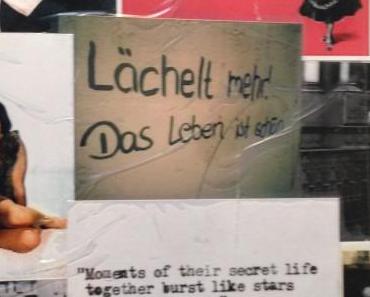 Lächelt mehr!
Das Leben ist schön
"Moments of their secret life
together burst like stars